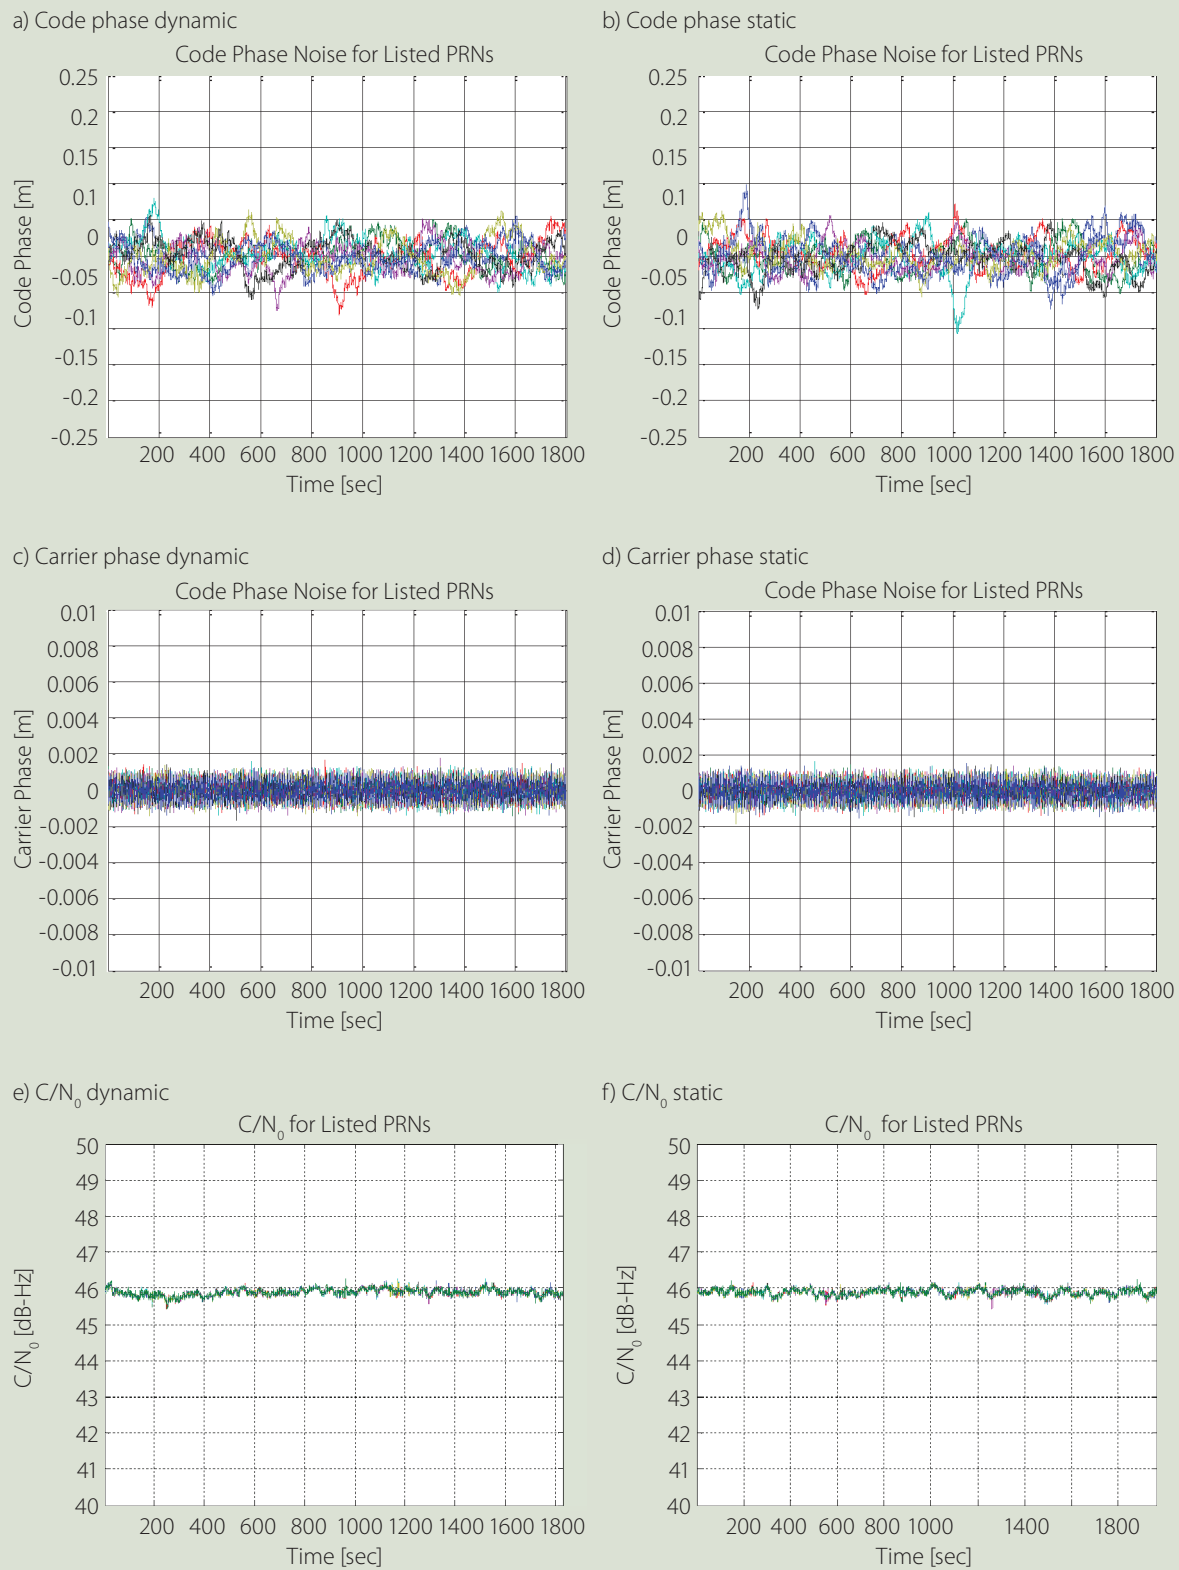 a) Code phase dynamic
Code Phase Noise for Listed PRNs
0.25
0.2
0.15
0.1
0
-0.05
-0.1
-0.15
-0.2
-0.25
Code Phase [m]
200 400 600 800 1000 1200 1400 1600 1800
Time [sec]
b) Code phase static
Code Phase Noise for Listed PRNs
0.25
0.2
0.15
0.1
0
-0.05
-0.1
-0.15
-0.2
-0.25
Code Phase [m]
200 400 600 800 1000 1200 1400 1600 1800
Time [sec]
c) Carrier phase dynamic
Code Phase Noise for Listed PRNs
0.01
0.008
0.006
0.004
0.002
0
-0.002
-0.004
-0.006
-0.008
-0.01
Carrier Phase [m]
200 400 600 800 1000 1200 1400 1600 1800
Time [sec]
d) Carrier phase static
Code Phase Noise for Listed PRNs
0.01
0.008
0.006
0.004
0.002
0
-0.002
-0.004
-0.006
-0.008
-0.01
Carrier Phase [m]
200 400 600 800 1000 1200 1400 1600 1800
Time [sec]
e) C/N₀ dynamic
C/N₀ for Listed PRNs
50
49
48
47
46
45
44
43
42
41
40
C/N₀ [dB-Hz]
200 400 600 800 1000 1200 1400 1600 1800
Time [sec]
f) C/N₀ static
C/N₀ for Listed PRNs
50
49
48
47
46
45
44
43
42
41
40
C/N₀ [dB-Hz]
200 400 600 800 1000 1400 1800
Time [sec]